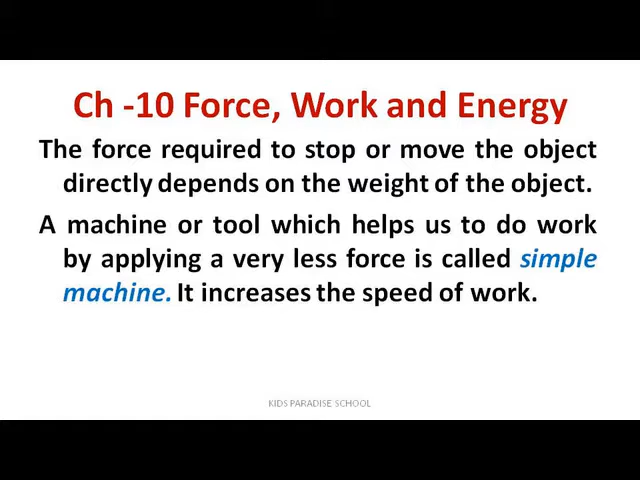 Ch -10 Force, Work and Energy
The force required to stop or move the object
directly depends on the weight of the object.
A machine or tool which helps us to do work
by applying a very less force is called simple
machine. It increases the speed of work.
KIDS PARADISE SCHOOL